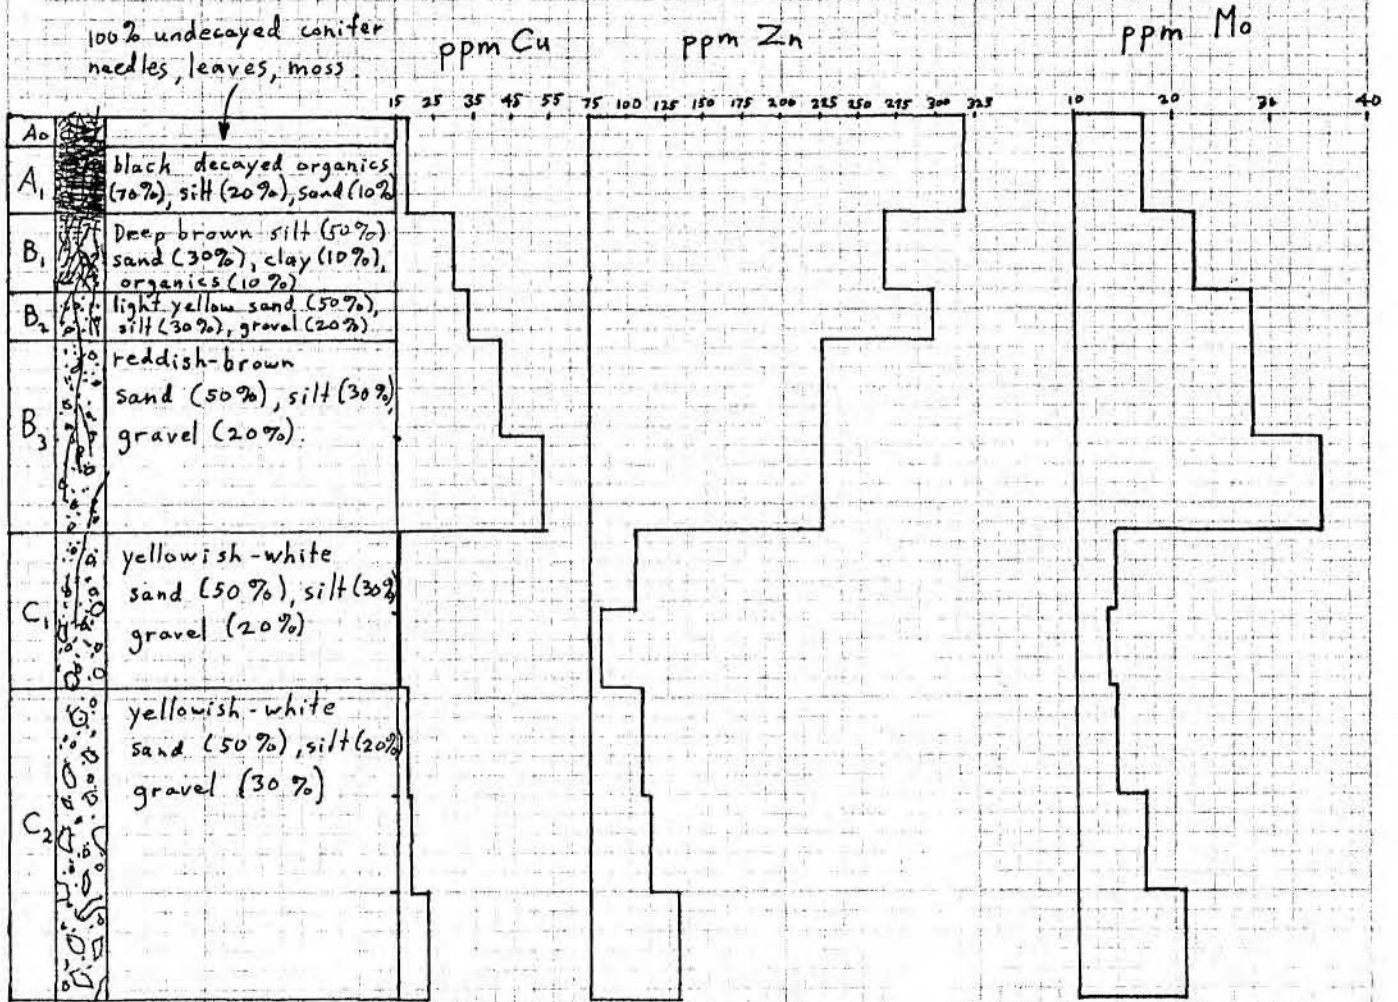 100% undecayed conifer
needles, leaves, moss.
ppm Cu
ppm Zn
ppm Mo
15 25 35 45 55
75 100 125 150 175 200 225 250 275 300 325
10 20 30 40
A0
A1
black decayed organics
(70%), silt (20%), sand (10%
B1
Deep brown silt (50%)
sand (30%), clay (10%),
organics (10%)
B2
light yellow sand (50%),
silt (30%), graval (20%)
B3
reddish-brown
sand (50%), silt (30%),
gravel (20%).
C1
yellowish-white
sand (50%), silt (30%)
gravel (20%)
C2
yellowish-white
sand (50%), silt (20%)
gravel (30%)